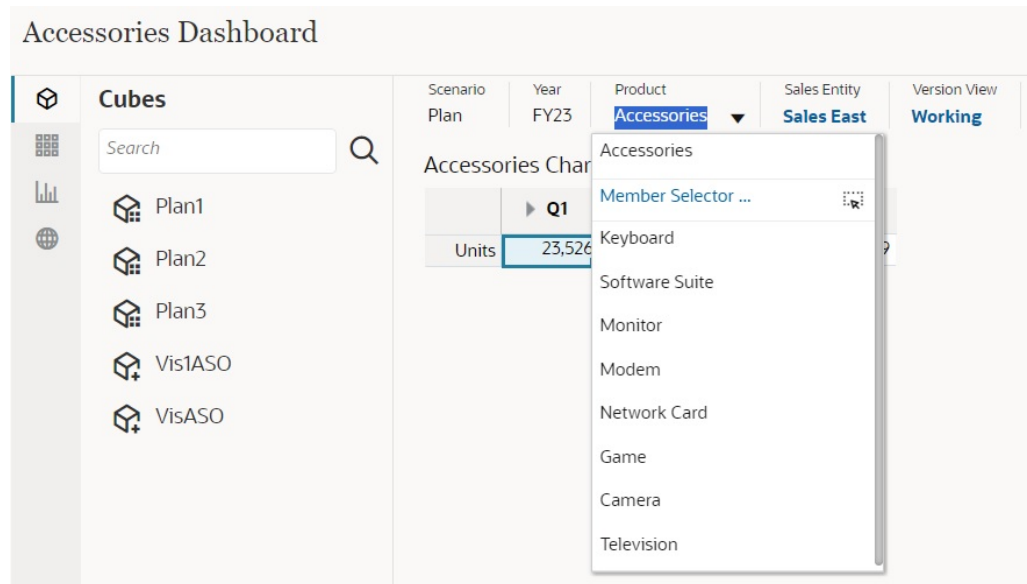 Accessories Dashboard
Cubes
Search
Plan1
Plan2
Plan3
Vis1ASO
VisASO
Scenario Year Product Sales Entity Version View
Plan FY23 Accessories Sales East Working
Accessories Char
Q1
Units 23,526 9
Accessories
Member Selector ...
Keyboard
Software Suite
Monitor
Modem
Network Card
Game
Camera
Television